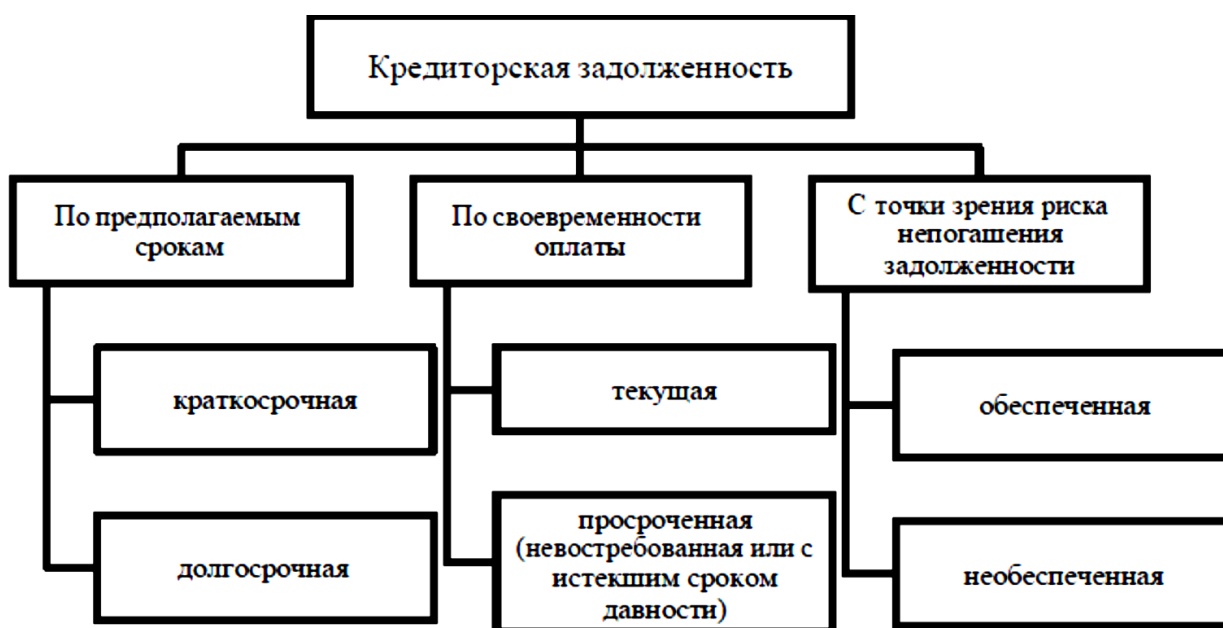 Кредиторская задолженность
По предполагаемым
срокам
По своевременности
оплаты
С точки зрения риска
непогашения
задолженности
краткосрочная
текущая
обеспеченная
долгосрочная
просроченная
(невостребованная или с
истекшим сроком
давности)
необеспеченная